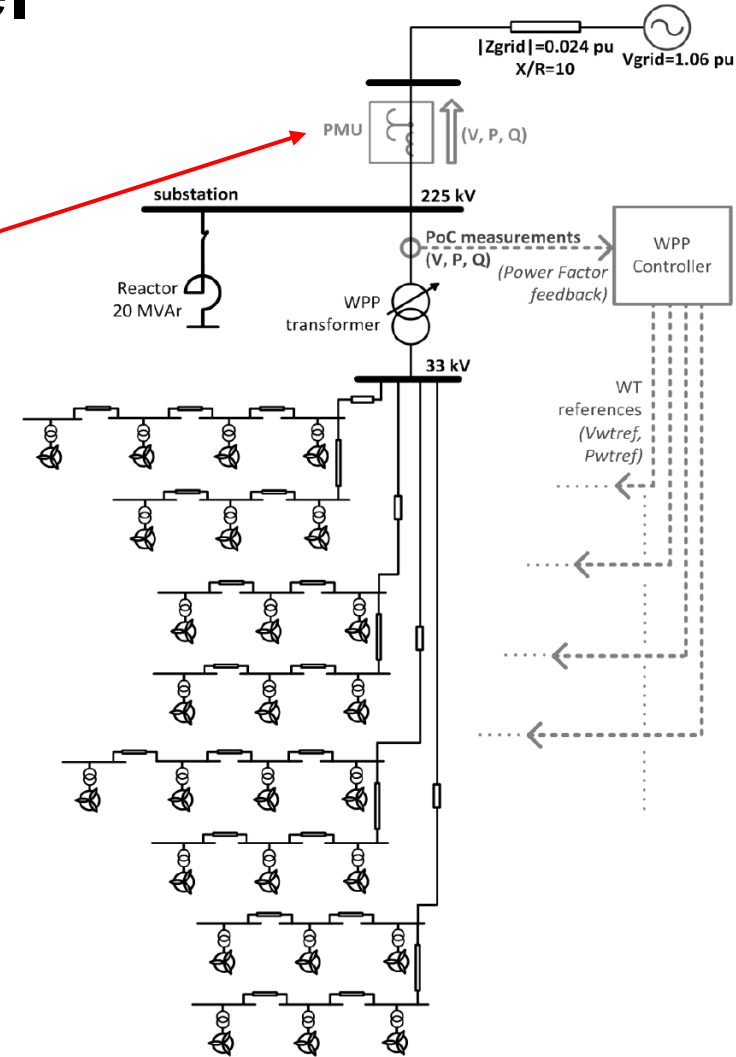 |Zgrid|=0.024 pu
X/R=10
Vgrid=1.06 pu
PMU
(V, P, Q)
substation
225 kV
PoC measurements
(V, P, Q)
(Power Factor
feedback)
WPP
Controller
Reactor
20 MVAr
WPP
transformer
33 kV
WT
references
(Vwtref,
Pwtref)